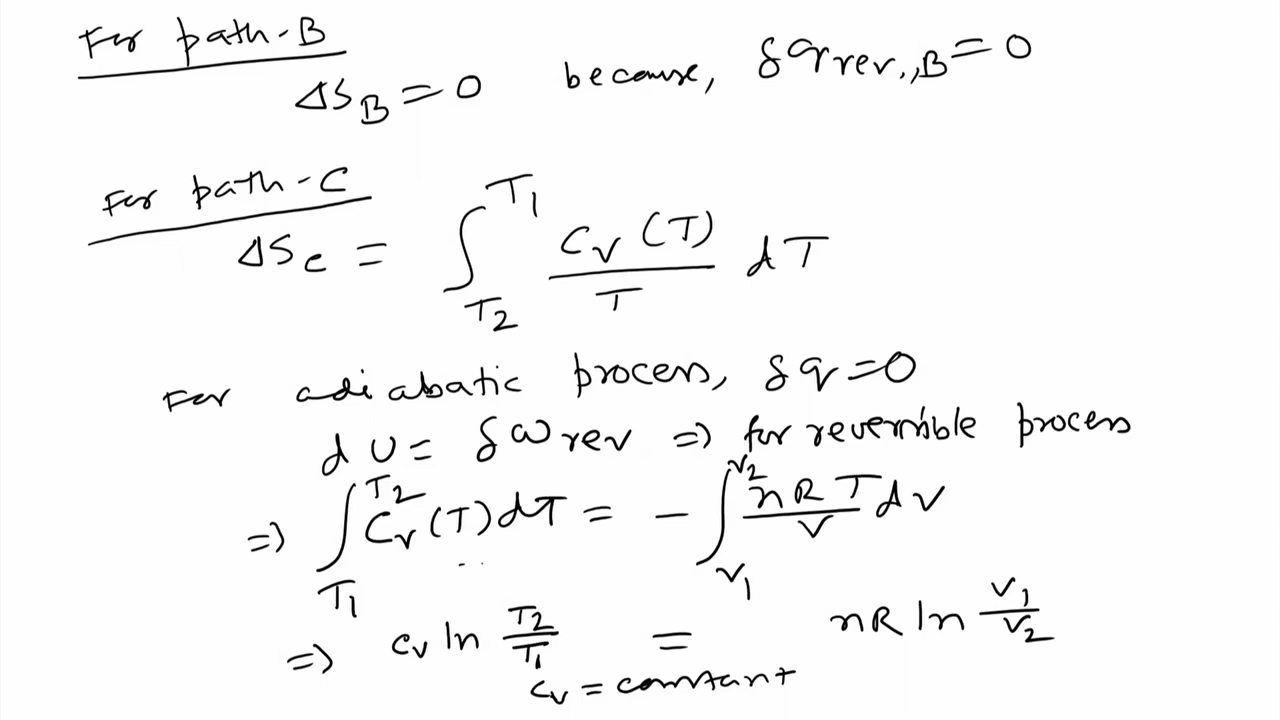 For path-B
ΔS_B = 0 because, δq_rev.,B = 0
For path-C
ΔS_C = ∫_{T_2}^{T_1} C_V(T)/T dT
For adiabatic process, δq = 0
dU = δω_rev ⇒ for reversible process
⇒ ∫_{T_1}^{T_2} C_V(T) dT = - ∫_{V_1}^{V_2} nRT/V dV
⇒ C_V ln T_2/T_1 = nR ln V_1/V_2
C_V = constant